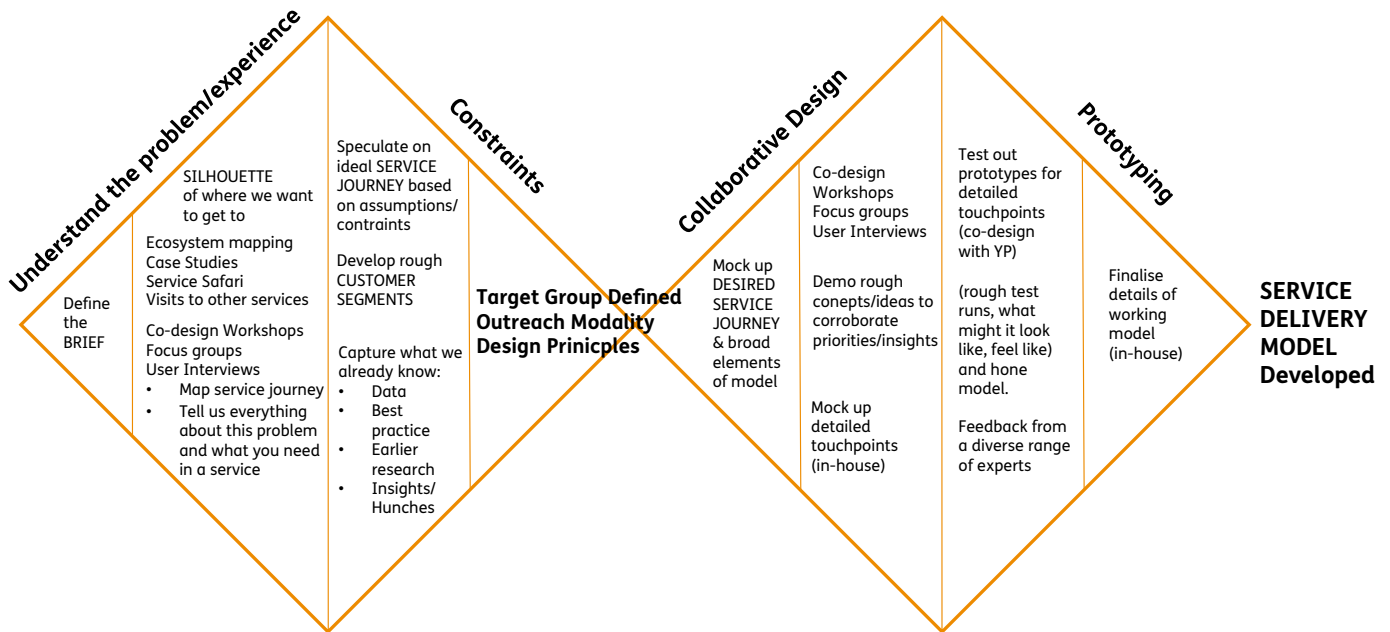 Understand the problem/experience
Define
the
BRIEF
SILHOUETTE
of where we want
to get to
Ecosystem mapping
Case Studies
Service Safari
Visits to other services
Co-design Workshops
Focus groups
User Interviews
• Map service journey
• Tell us everything
about this problem
and what you need
in a service
Constraints
Speculate on
ideal SERVICE
JOURNEY based
on assumptions/
contraints
Develop rough
CUSTOMER
SEGMENTS
Capture what we
already know:
• Data
• Best
practice
• Earlier
research
• Insights/
Hunches
Target Group Defined
Outreach Modality
Design Prinicples
Collaborative Design
Mock up
DESIRED
SERVICE
JOURNEY
& broad
elements
of model
Co-design
Workshops
Focus groups
User Interviews
Demo rough
conepts/ideas to
corroborate
priorities/insights
Mock up
detailed
touchpoints
(in-house)
Prototyping
Test out
prototypes for
detailed
touchpoints
(co-design
with YP)
(rough test
runs, what
might it look
like, feel like)
and hone
model.
Feedback from
a diverse range
of experts
Finalise
details of
working
model
(in-house)
SERVICE
DELIVERY
MODEL
Developed